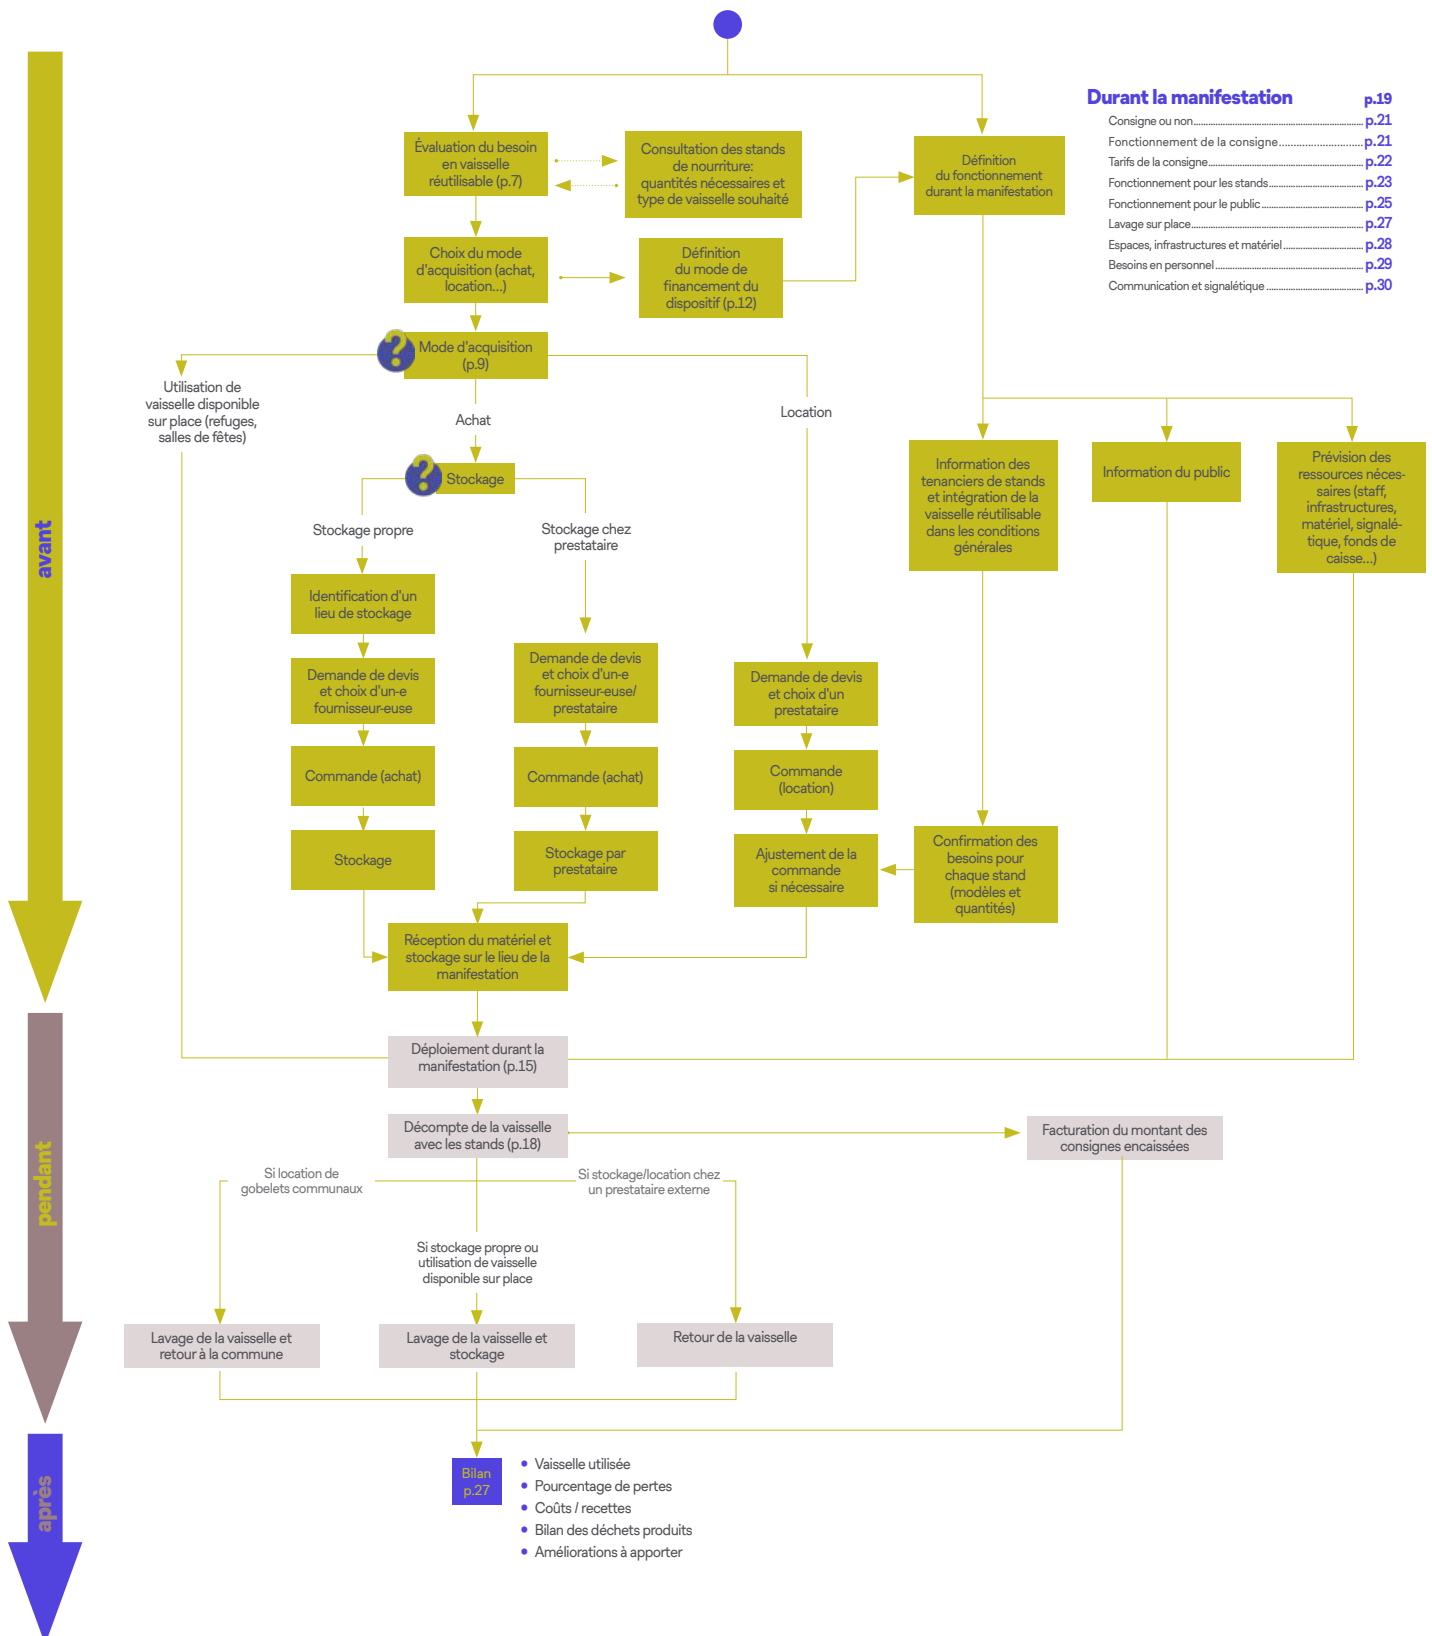 Durant la manifestation p.19
Consigne ou non p.21
Fonctionnement de la consigne p.21
Tarifs de la consigne p.22
Fonctionnement pour les stands p.23
Fonctionnement pour le public p.25
Lavage sur place p.27
Espaces, infrastructures et matériel p.28
Besoins en personnel p.29
Communication et signalétique p.30
avant
Évaluation du besoin
en vaisselle
réutilisable (p.7)
Consultation des stands
de nourriture:
quantités nécessaires et
type de vaisselle souhaité
Définition
du fonctionnement
durant la manifestation
Choix du mode
d'acquisition (achat,
location...)
Définition
du mode de
financement du
dispositif (p.12)
?
Mode d'acquisition
(p.9)
Utilisation de
vaisselle disponible
sur place (refuges,
salles de fêtes)
Achat
Location
?
Stockage
Information des
tenanciers de stands
et intégration de la
vaisselle réutilisable
dans les conditions
générales
Information du public
Prévision des
ressources néces-
saires (staff,
infrastructures,
matériel, signalé-
tique, fonds de
caisse...)
Stockage propre
Stockage chez
prestataire
Identification d'un
lieu de stockage
Demande de devis
et choix d'un-e
fournisseur-euse
Demande de devis
et choix d'un-e
fournisseur-euse/
prestataire
Demande de devis
et choix d'un
prestataire
Commande (achat)
Commande (achat)
Commande
(location)
Stockage
Stockage par
prestataire
Ajustement de la
commande
si nécessaire
Confirmation des
besoins pour
chaque stand
(modèles et
quantités)
Réception du matériel et
stockage sur le lieu de la
manifestation
pendant
Déploiement durant la
manifestation (p.15)
Décompte de la vaisselle
avec les stands (p.18)
Facturation du montant des
consignes encaissées
Si location de
gobelets communaux
Si stockage/location chez
un prestataire externe
Si stockage propre ou
utilisation de vaisselle
disponible sur place
Lavage de la vaisselle et
retour à la commune
Lavage de la vaisselle et
stockage
Retour de la vaisselle
après
Bilan
p.27
• Vaisselle utilisée
• Pourcentage de pertes
• Coûts / recettes
• Bilan des déchets produits
• Améliorations à apporter